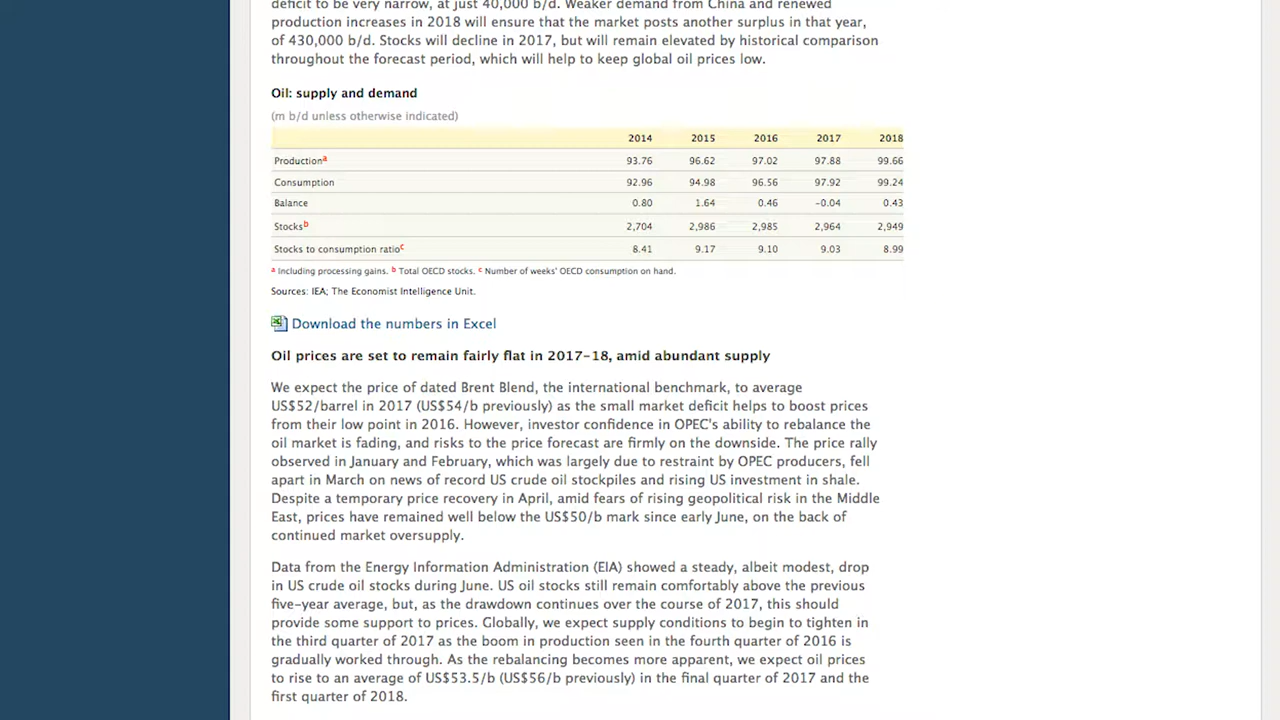 deficit to be very narrow, at just 40,000 b/d. Weaker demand from China and renewed
production increases in 2018 will ensure that the market posts another surplus in that year,
of 430,000 b/d. Stocks will decline in 2017, but will remain elevated by historical comparison
throughout the forecast period, which will help to keep global oil prices low.
Oil: supply and demand
(m b/d unless otherwise indicated)
2014 2015 2016 2017 2018
Production a 93.76 96.62 97.02 97.88 99.66
Consumption 92.96 94.98 96.56 97.92 99.24
Balance 0.80 1.64 0.46 -0.04 0.43
Stocks b 2,704 2,986 2,985 2,964 2,949
Stocks to consumption ratio c 8.41 9.17 9.10 9.03 8.99
a Including processing gains. b Total OECD stocks. c Number of weeks' OECD consumption on hand.
Sources: IEA; The Economist Intelligence Unit.
Download the numbers in Excel
Oil prices are set to remain fairly flat in 2017-18, amid abundant supply
We expect the price of dated Brent Blend, the international benchmark, to average
US$52/barrel in 2017 (US$54/b previously) as the small market deficit helps to boost prices
from their low point in 2016. However, investor confidence in OPEC's ability to rebalance the
oil market is fading, and risks to the price forecast are firmly on the downside. The price rally
observed in January and February, which was largely due to restraint by OPEC producers, fell
apart in March on news of record US crude oil stockpiles and rising US investment in shale.
Despite a temporary price recovery in April, amid fears of rising geopolitical risk in the Middle
East, prices have remained well below the US$50/b mark since early June, on the back of
continued market oversupply.
Data from the Energy Information Administration (EIA) showed a steady, albeit modest, drop
in US crude oil stocks during June. US oil stocks still remain comfortably above the previous
five-year average, but, as the drawdown continues over the course of 2017, this should
provide some support to prices. Globally, we expect supply conditions to begin to tighten in
the third quarter of 2017 as the boom in production seen in the fourth quarter of 2016 is
gradually worked through. As the rebalancing becomes more apparent, we expect oil prices
to rise to an average of US$53.5/b (US$56/b previously) in the final quarter of 2017 and the
first quarter of 2018.